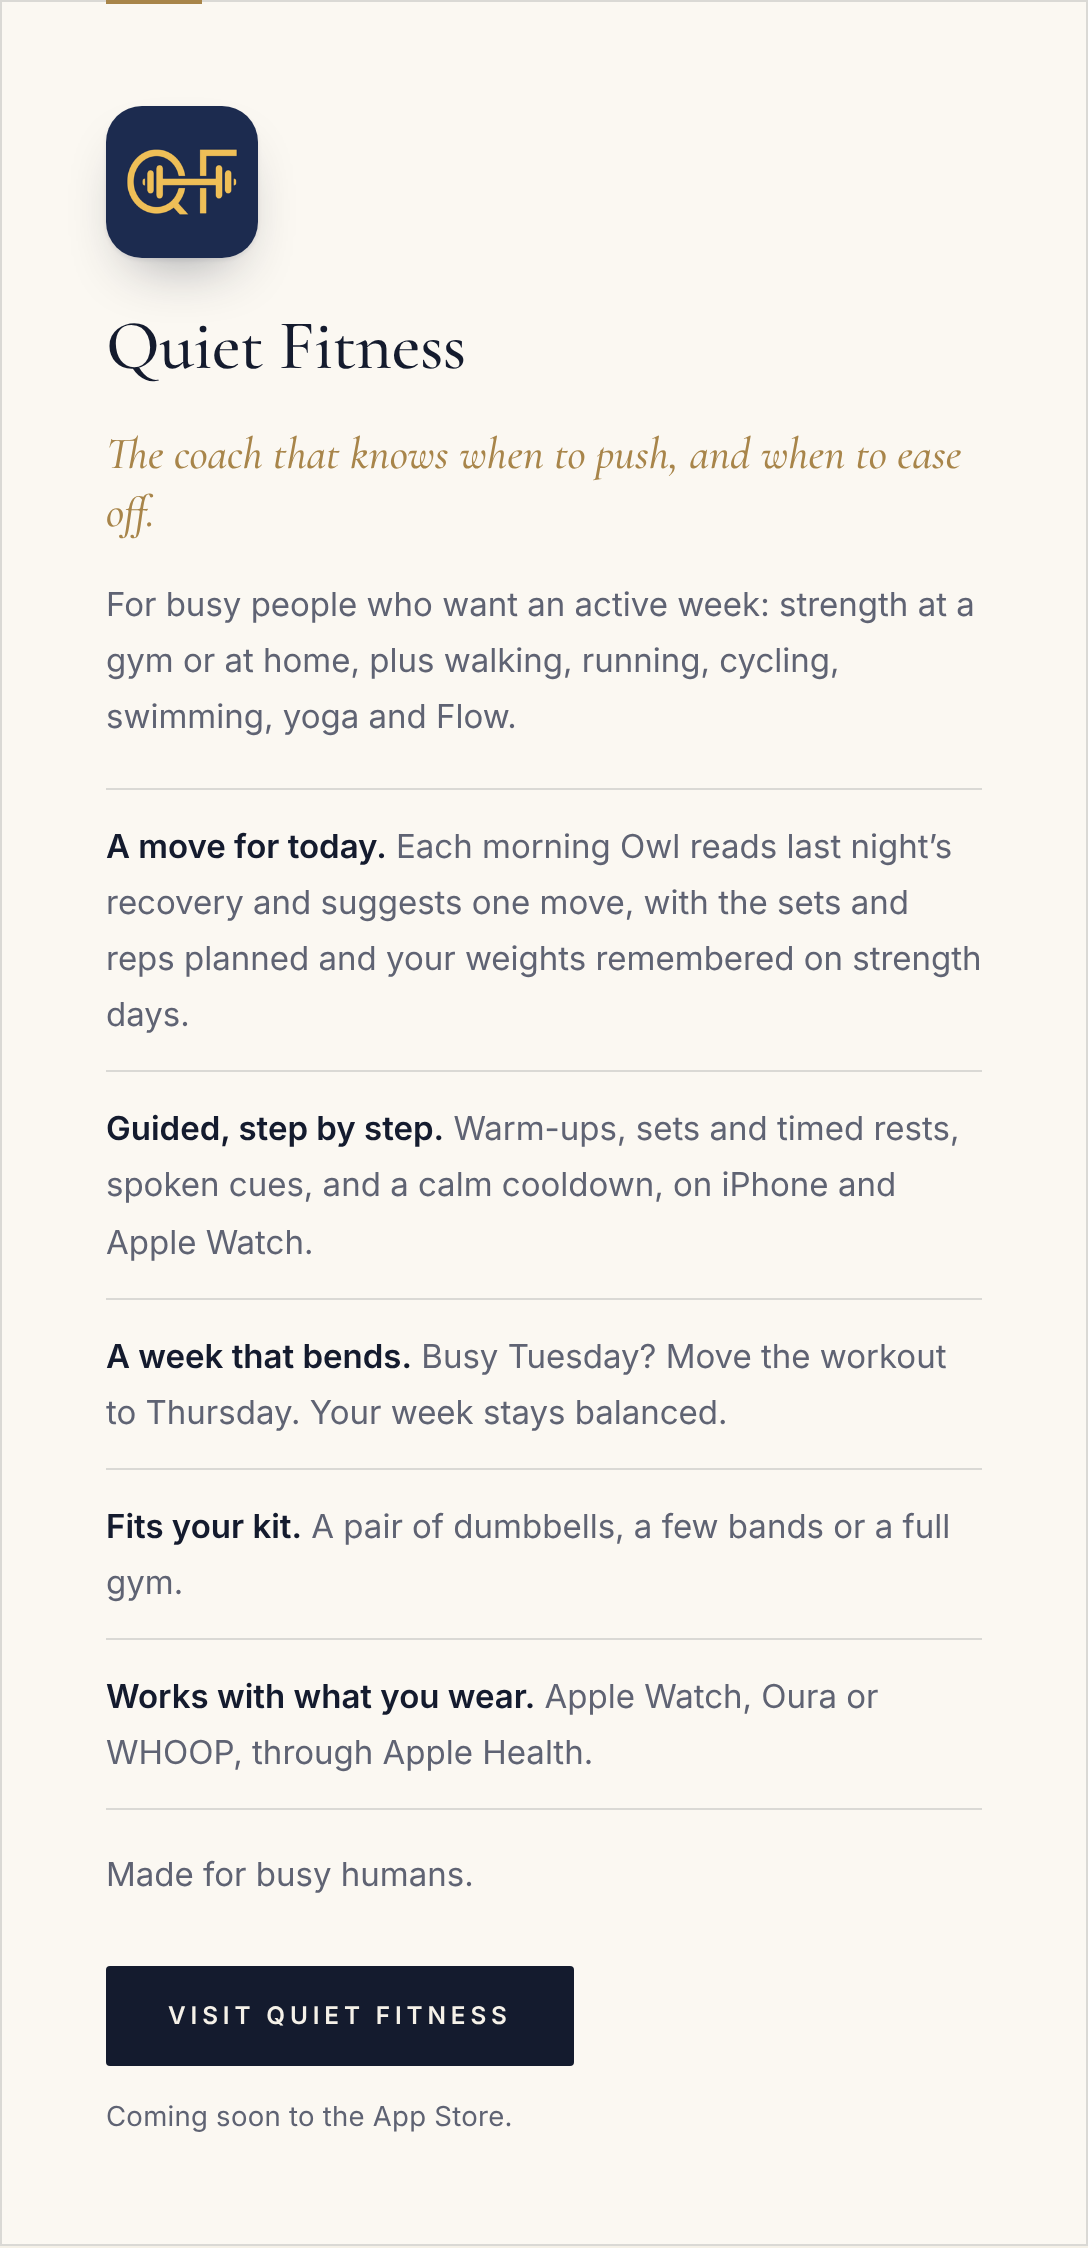 QF
Quiet Fitness
The coach that knows when to push, and when to ease
off.
For busy people who want an active week: strength at a
gym or at home, plus walking, running, cycling,
swimming, yoga and Flow.
A move for today. Each morning Owl reads last night’s
recovery and suggests one move, with the sets and
reps planned and your weights remembered on strength
days.
Guided, step by step. Warm-ups, sets and timed rests,
spoken cues, and a calm cooldown, on iPhone and
Apple Watch.
A week that bends. Busy Tuesday? Move the workout
to Thursday. Your week stays balanced.
Fits your kit. A pair of dumbbells, a few bands or a full
gym.
Works with what you wear. Apple Watch, Oura or
WHOOP, through Apple Health.
Made for busy humans.
VISIT QUIET FITNESS
Coming soon to the App Store.